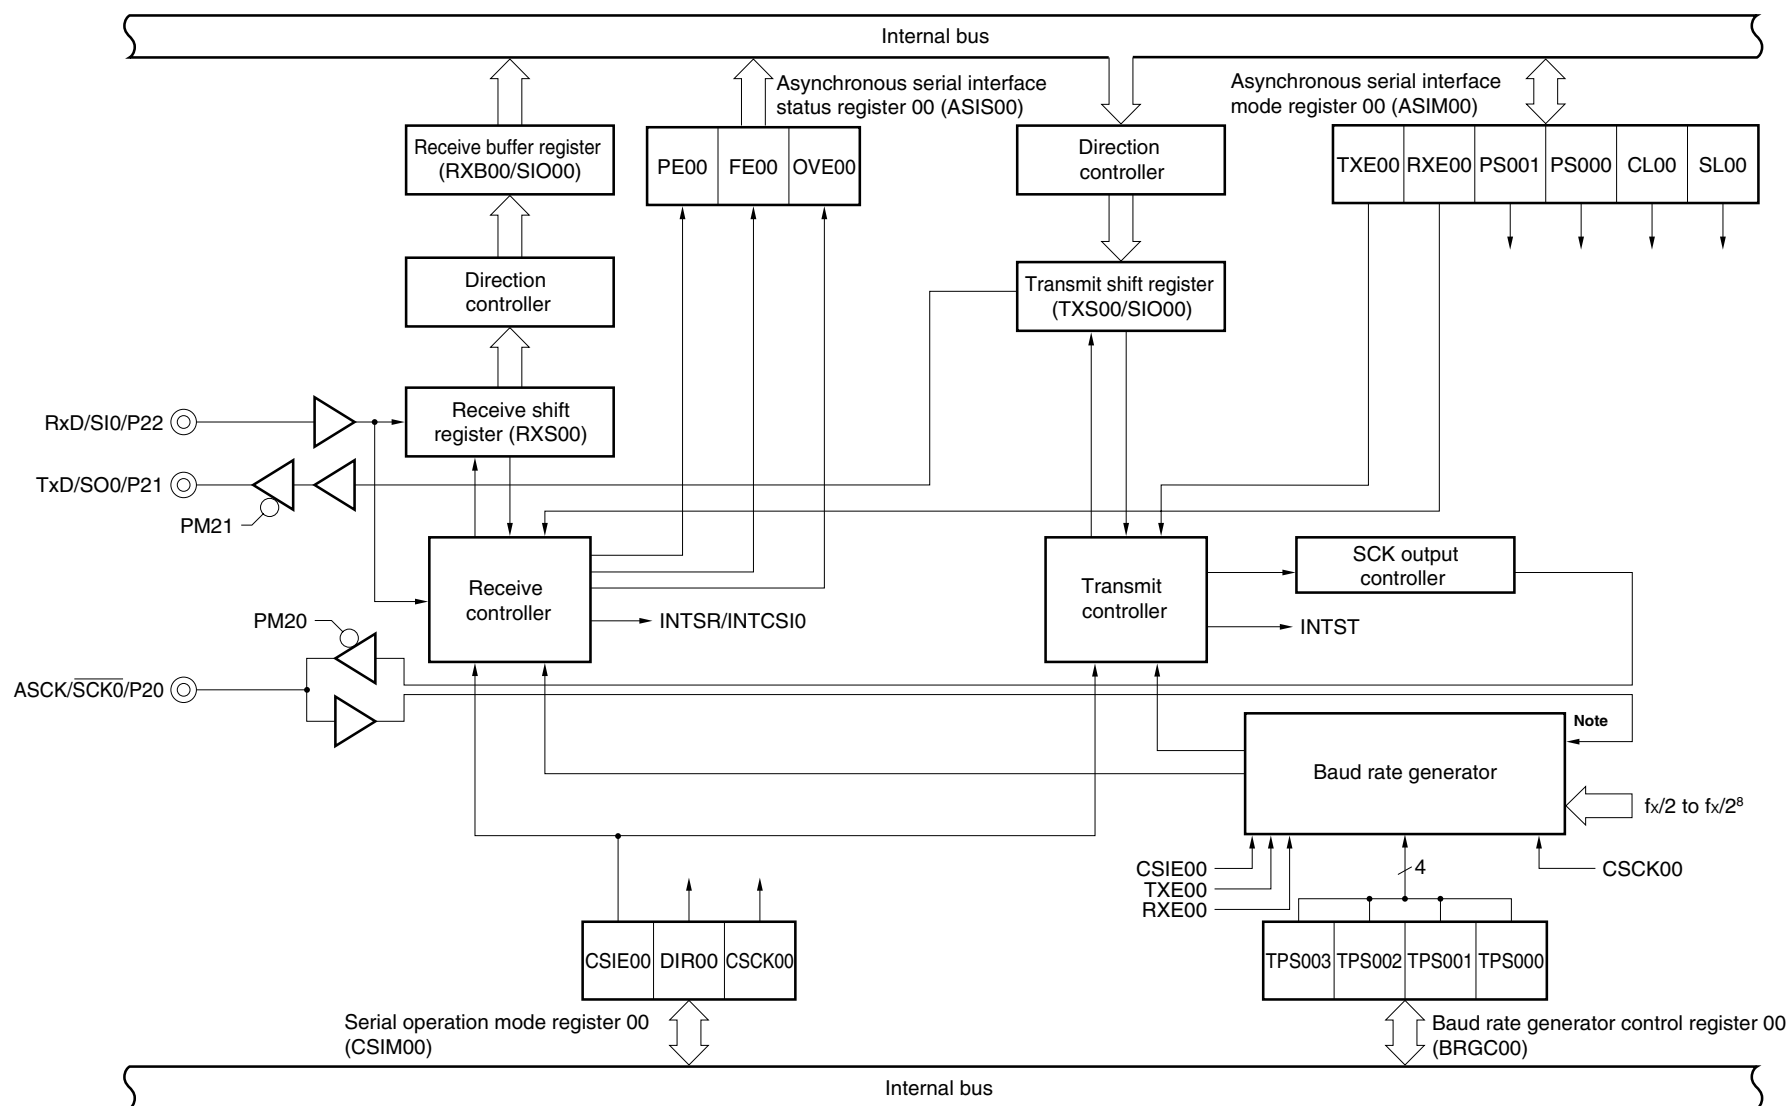 Internal bus
Asynchronous serial interface
status register 00 (ASIS00)
Asynchronous serial interface
mode register 00 (ASIM00)
Receive buffer register
(RXB00/SIO00)
PE00 FE00 OVE00
Direction
controller
TXE00 RXE00 PS001 PS000 CL00 SL00
Direction
controller
Transmit shift register
(TXS00/SIO00)
RxD/SI0/P22
Receive shift
register (RXS00)
TxD/SO0/P21
PM21
Receive
controller
Transmit
controller
SCK output
controller
INTSR/INTCSI0
INTST
PM20
ASCK/SCK0/P20
Note
Baud rate generator
fx/2 to fx/2⁸
CSIE00
TXE00
RXE00
4
CSCK00
CSIE00 DIR00 CSCK00
TPS003 TPS002 TPS001 TPS000
Serial operation mode register 00
(CSIM00)
Baud rate generator control register 00
(BRGC00)
Internal bus